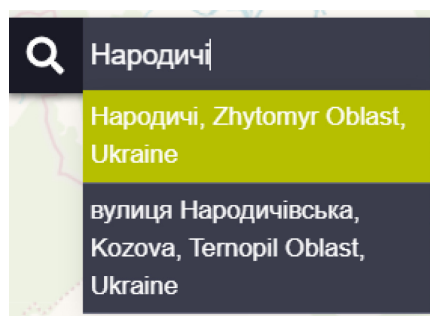 Народичі
Народичі, Zhytomyr Oblast,
Ukraine
вулиця Народичівська,
Kozova, Ternopil Oblast,
Ukraine